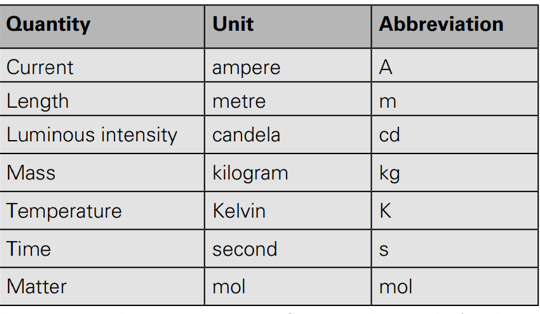 Quantity Unit Abbreviation
Current ampere A
Length metre m
Luminous intensity candela cd
Mass kilogram kg
Temperature Kelvin K
Time second s
Matter mol mol